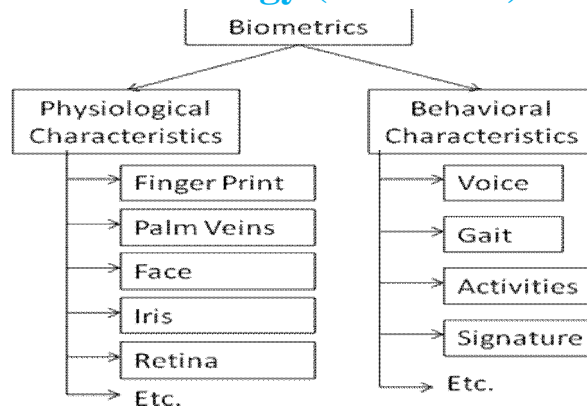 Biometrics
Physiological
Characteristics
Finger Print
Palm Veins
Face
Iris
Retina
Etc.
Behavioral
Characteristics
Voice
Gait
Activities
Signature
Etc.